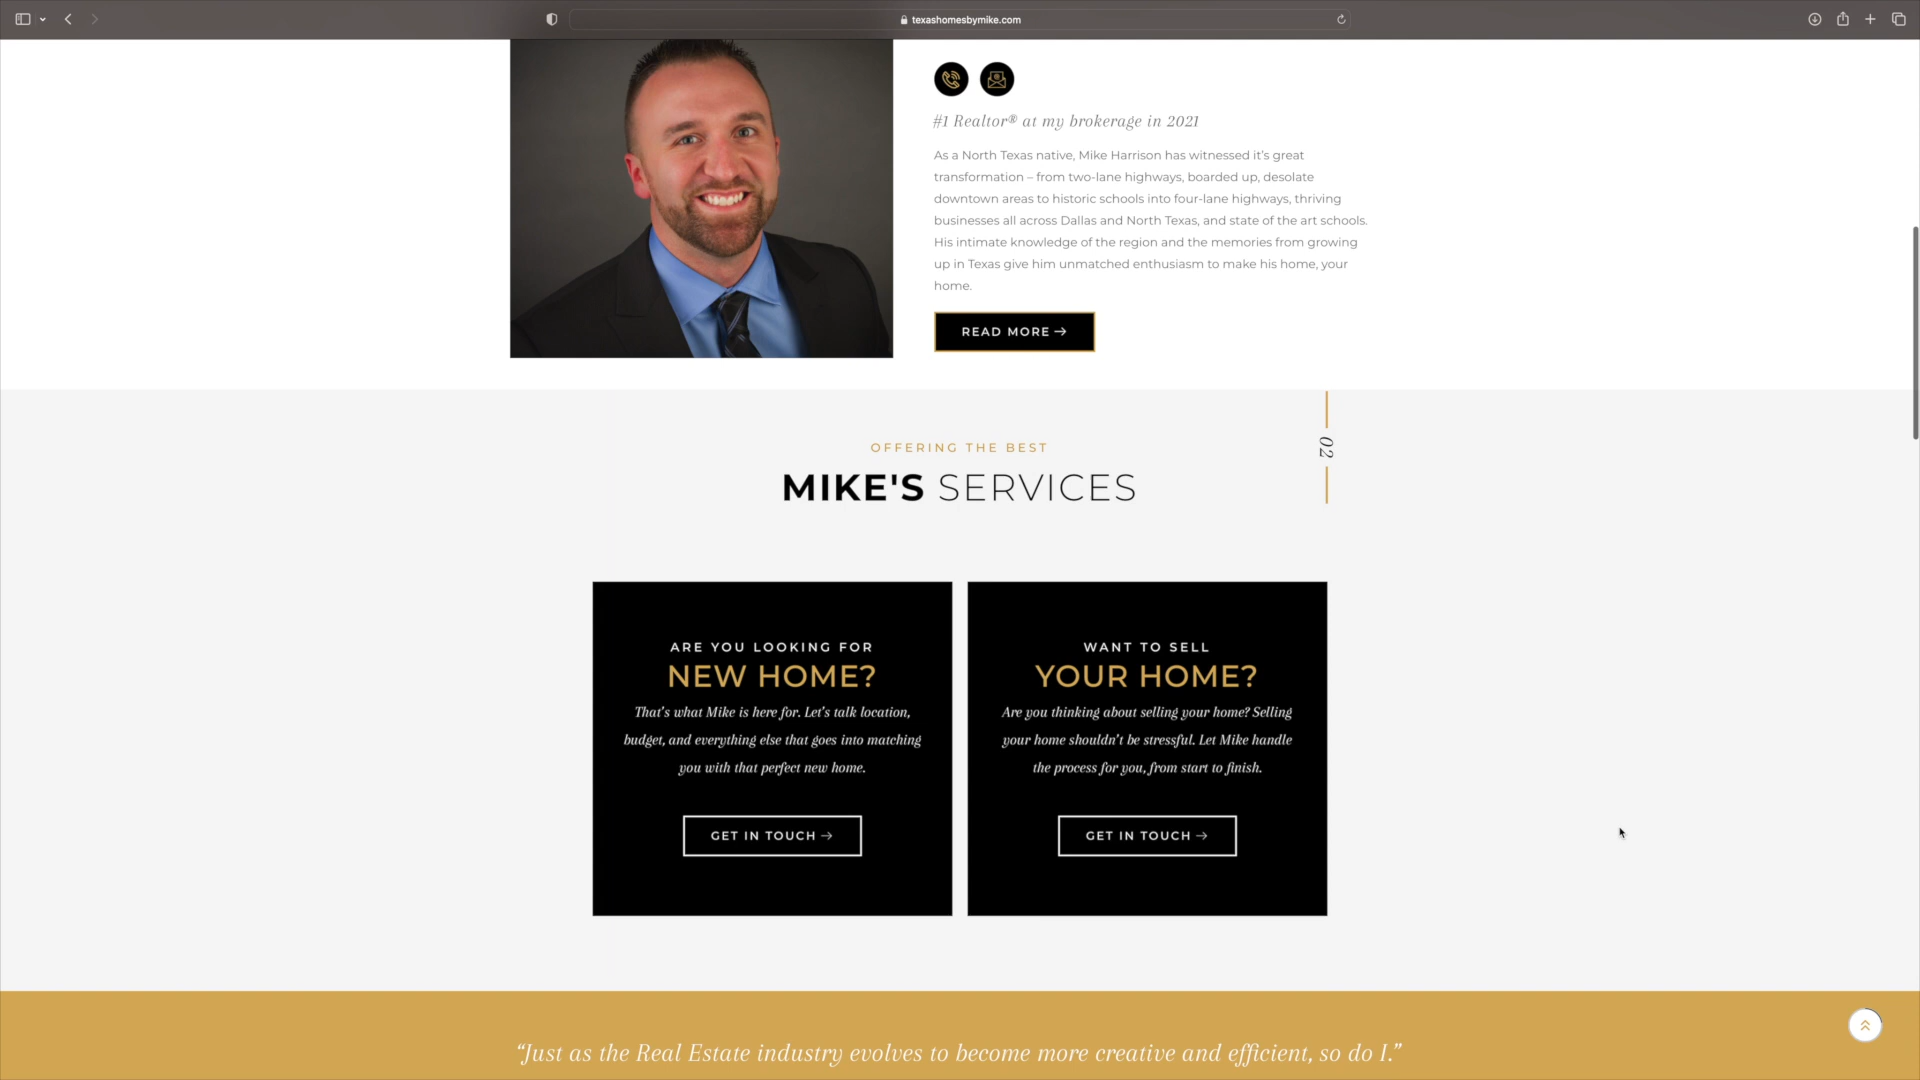 texashomesbymike.com
#1 Realtor® at my brokerage in 2021
As a North Texas native, Mike Harrison has witnessed it's great
transformation – from two-lane highways, boarded up, desolate
downtown areas to historic schools into four-lane highways, thriving
businesses all across Dallas and North Texas, and state of the art schools.
His intimate knowledge of the region and the memories from growing
up in Texas give him unmatched enthusiasm to make his home, your
home.
READ MORE →
02
OFFERING THE BEST
MIKE'S SERVICES
ARE YOU LOOKING FOR
NEW HOME?
That's what Mike is here for. Let's talk location,
budget, and everything else that goes into matching
you with that perfect new home.
GET IN TOUCH →
WANT TO SELL
YOUR HOME?
Are you thinking about selling your home? Selling
your home shouldn't be stressful. Let Mike handle
the process for you, from start to finish.
GET IN TOUCH →
“Just as the Real Estate industry evolves to become more creative and efficient, so do I.”